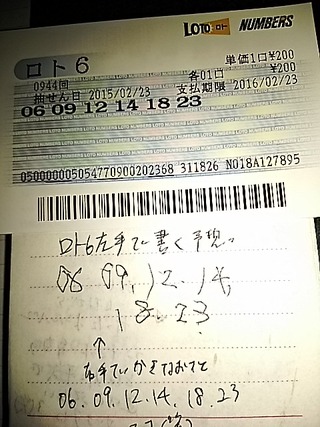 LOTO ロト NUMBERS
ロト6
単価1口¥200
0944回 各01口 ¥200
抽せん日 2015/02/23 支払期限 2016/02/23
06 09 12 14 18 23
050000005054770900202368 311826 N018A127895
ロト6左手で書く予想。
06 09. 12. 14,
18. 23
↑
右手でかきなおすと
06. 09. 12. 14. 18. 23